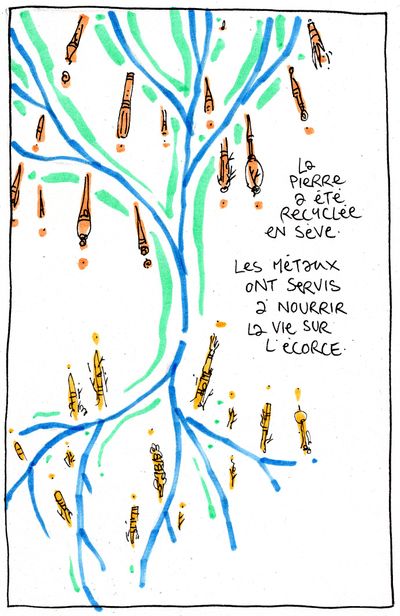 La
PIERRE
a été
RECYCLÉE
EN SÈVE.
LES MÉTAUX
ONT SERVIS
à NOURRIR
La VIE SUR
L'ÉCORCE.